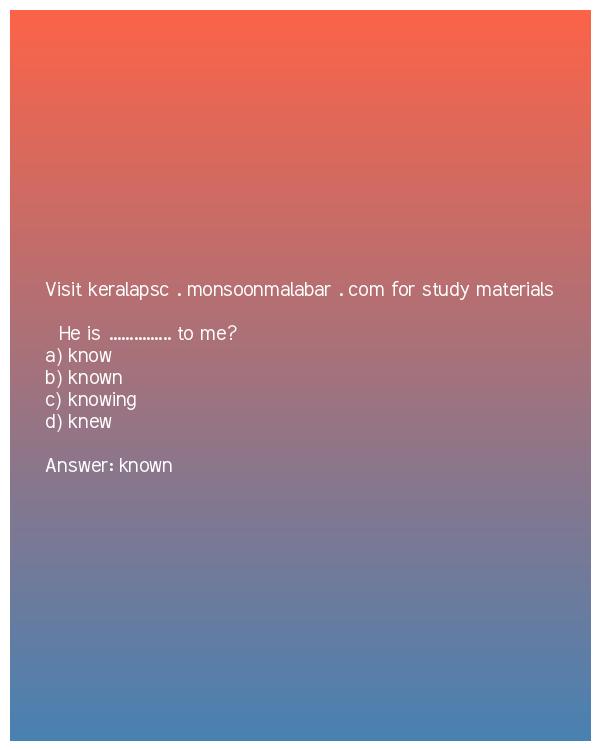 Visit keralapsc . monsoonmalabar . com for study materials
He is ............... to me?
a) know
b) known
c) knowing
d) knew
Answer: known